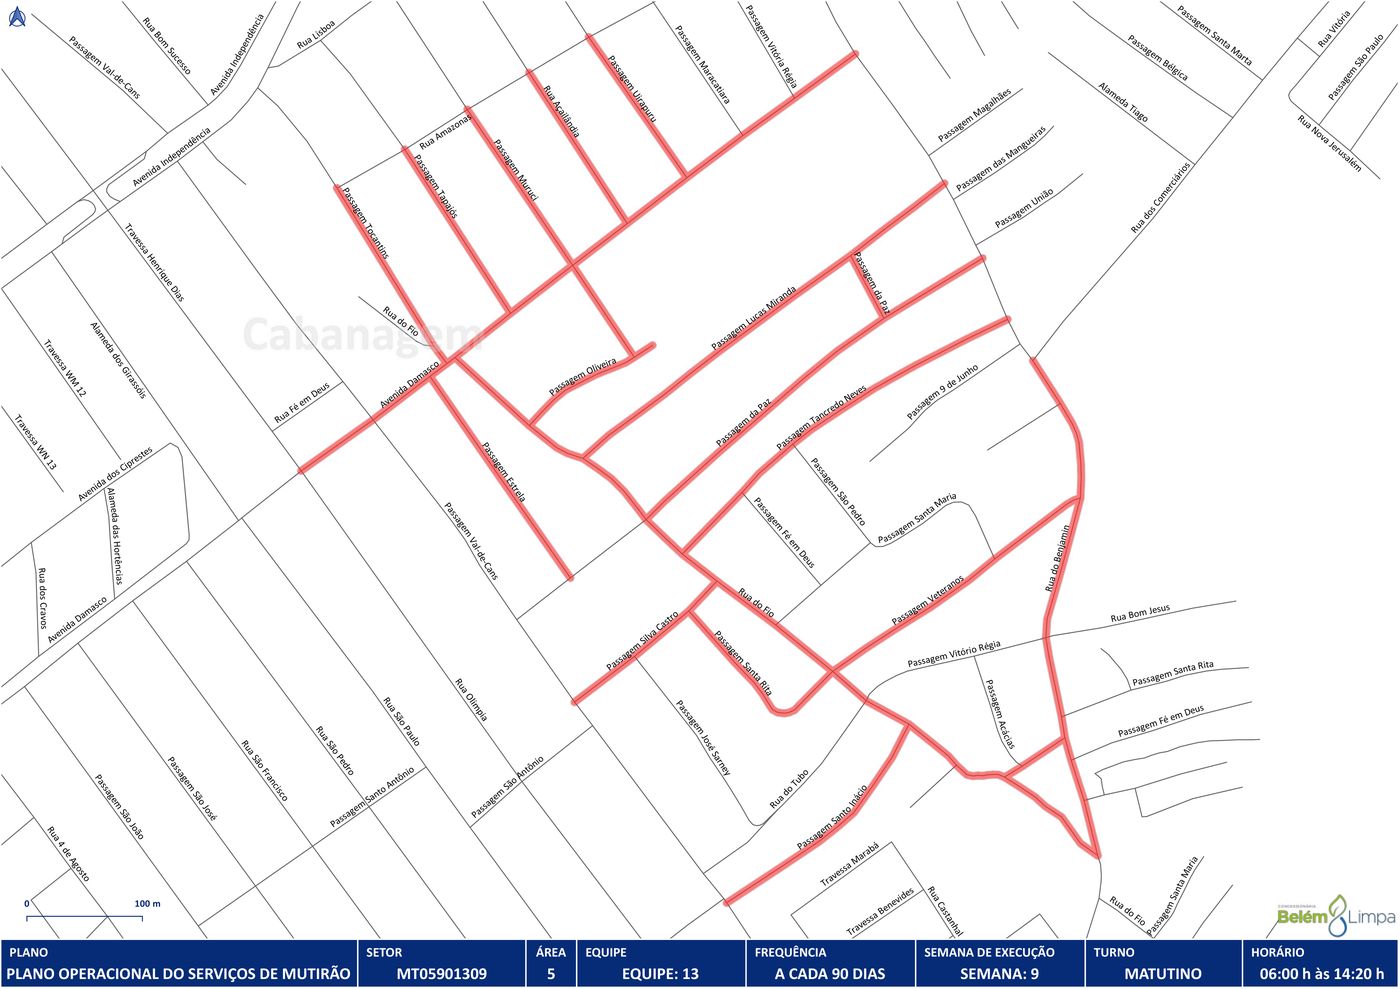 Rua Bom Sucesso
Passagem Val-de-Cans
Avenida Independência
Rua Lisboa
Passagem Uirapuru
Passagem Maracatiara
Passagem Vitória Régia
Passagem Santa Marta
Passagem Bélgica
Alameda Tiago
Rua Vitória
Passagem São Paulo
Rua Nova Jerusalém
Passagem Magalhães
Passagem das Mangueiras
Passagem União
Rua dos Comerciários
Rua Amazonas
Rua Açailândia
Passagem Muruci
Passagem Tapajós
Passagem Tocantins
Avenida Independência
Travessa Henrique Dias
Rua do Fio
Cabanagem
Alameda dos Girassóis
Travessa WM 12
Travessa WN 13
Rua Fé em Deus
Avenida Damasco
Passagem Oliveira
Passagem Lucas Miranda
Passagem da Paz
Passagem da Paz
Passagem Tancredo Neves
Passagem 9 de Junho
Passagem Estrela
Passagem Val-de-Cans
Avenida dos Ciprestes
Alameda das Hortências
Rua dos Cravos
Avenida Damasco
Passagem São Pedro
Passagem Fé em Deus
Passagem Santa Maria
Rua do Benjamin
Passagem Veteranos
Rua do Fio
Passagem Silva Castro
Passagem Santa Rita
Passagem Vitório Régia
Rua Bom Jesus
Passagem Santa Rita
Passagem Fé em Deus
Passagem Acácias
Passagem José Sarney
Rua do Tubo
Rua Olímpia
Rua São Paulo
Rua São Pedro
Rua São Francisco
Passagem São José
Passagem São João
Rua 4 de Agosto
Passagem Santo Antônio
Passagem São Antônio
Passagem Santo Inácio
Travessa Marabá
Travessa Benevides
Rua Castanhal
Rua do Fio
Passagem Santa Maria
0 100 m
CONCESSIONÁRIA
Belém Limpa
PLANO
PLANO OPERACIONAL DO SERVIÇOS DE MUTIRÃO
SETOR
MT05901309
ÁREA
5
EQUIPE
EQUIPE: 13
FREQUÊNCIA
A CADA 90 DIAS
SEMANA DE EXECUÇÃO
SEMANA: 9
TURNO
MATUTINO
HORÁRIO
06:00 h às 14:20 h